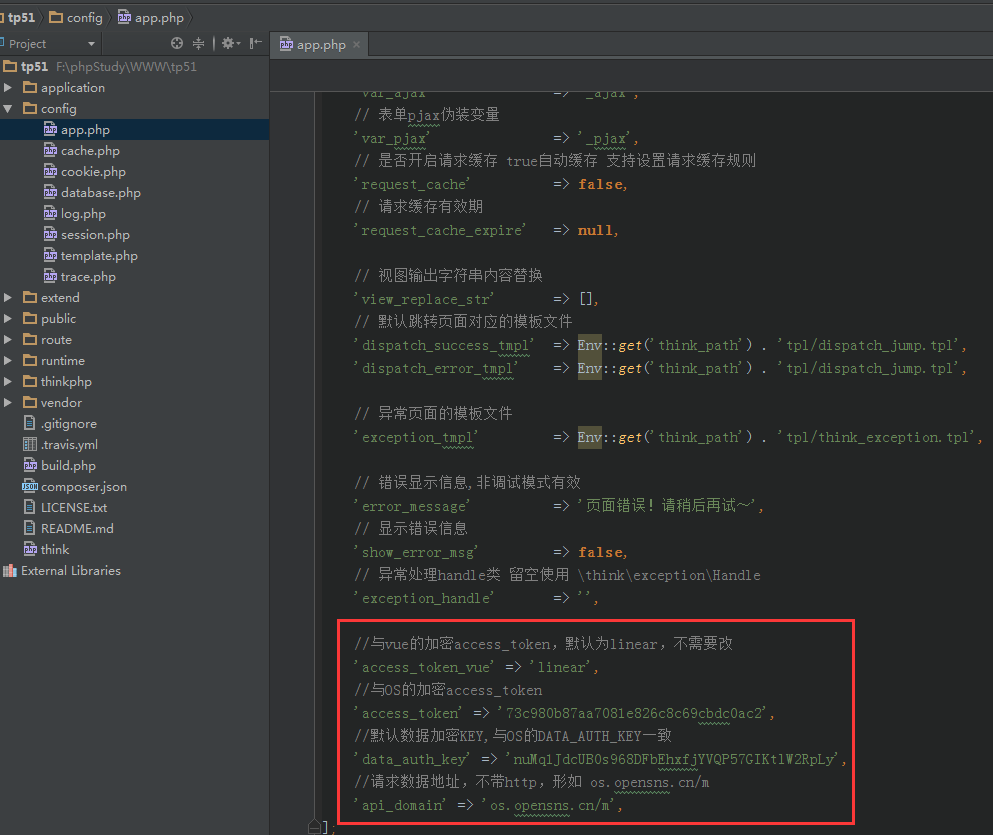 tp51 config app.php
Project
app.php
tp51 F:\phpStudy\WWW\tp51
application
config
app.php
cache.php
cookie.php
database.php
log.php
session.php
template.php
trace.php
extend
public
route
runtime
thinkphp
vendor
.gitignore
.travis.yml
build.php
composer.json
LICENSE.txt
README.md
think
External Libraries
'var_ajax' => '_ajax',
// 表单pjax伪装变量
'var_pjax' => '_pjax',
// 是否开启请求缓存 true自动缓存 支持设置请求缓存规则
'request_cache' => false,
// 请求缓存有效期
'request_cache_expire' => null,
// 视图输出字符串内容替换
'view_replace_str' => [],
// 默认跳转页面对应的模板文件
'dispatch_success_tmpl' => Env::get('think_path') . 'tpl/dispatch_jump.tpl',
'dispatch_error_tmpl' => Env::get('think_path') . 'tpl/dispatch_jump.tpl',
// 异常页面的模板文件
'exception_tmpl' => Env::get('think_path') . 'tpl/think_exception.tpl',
// 错误显示信息,非调试模式有效
'error_message' => '页面错误！请稍后再试～',
// 显示错误信息
'show_error_msg' => false,
// 异常处理handle类 留空使用 \think\exception\Handle
'exception_handle' => '',
//与vue的加密access_token，默认为linear，不需要改
'access_token_vue' => 'linear',
//与OS的加密access_token
'access_token' => '73c980b87aa7081e826c8c69cbdc0ac2',
//默认数据加密KEY,与OS的DATA_AUTH_KEY一致
'data_auth_key' => 'nuMq1JdcUB0s968DFbEhxfjYVQP57GIKtlW2RpLy',
//请求数据地址，不带http，形如 os.opensns.cn/m
'api_domain' => 'os.opensns.cn/m',
];